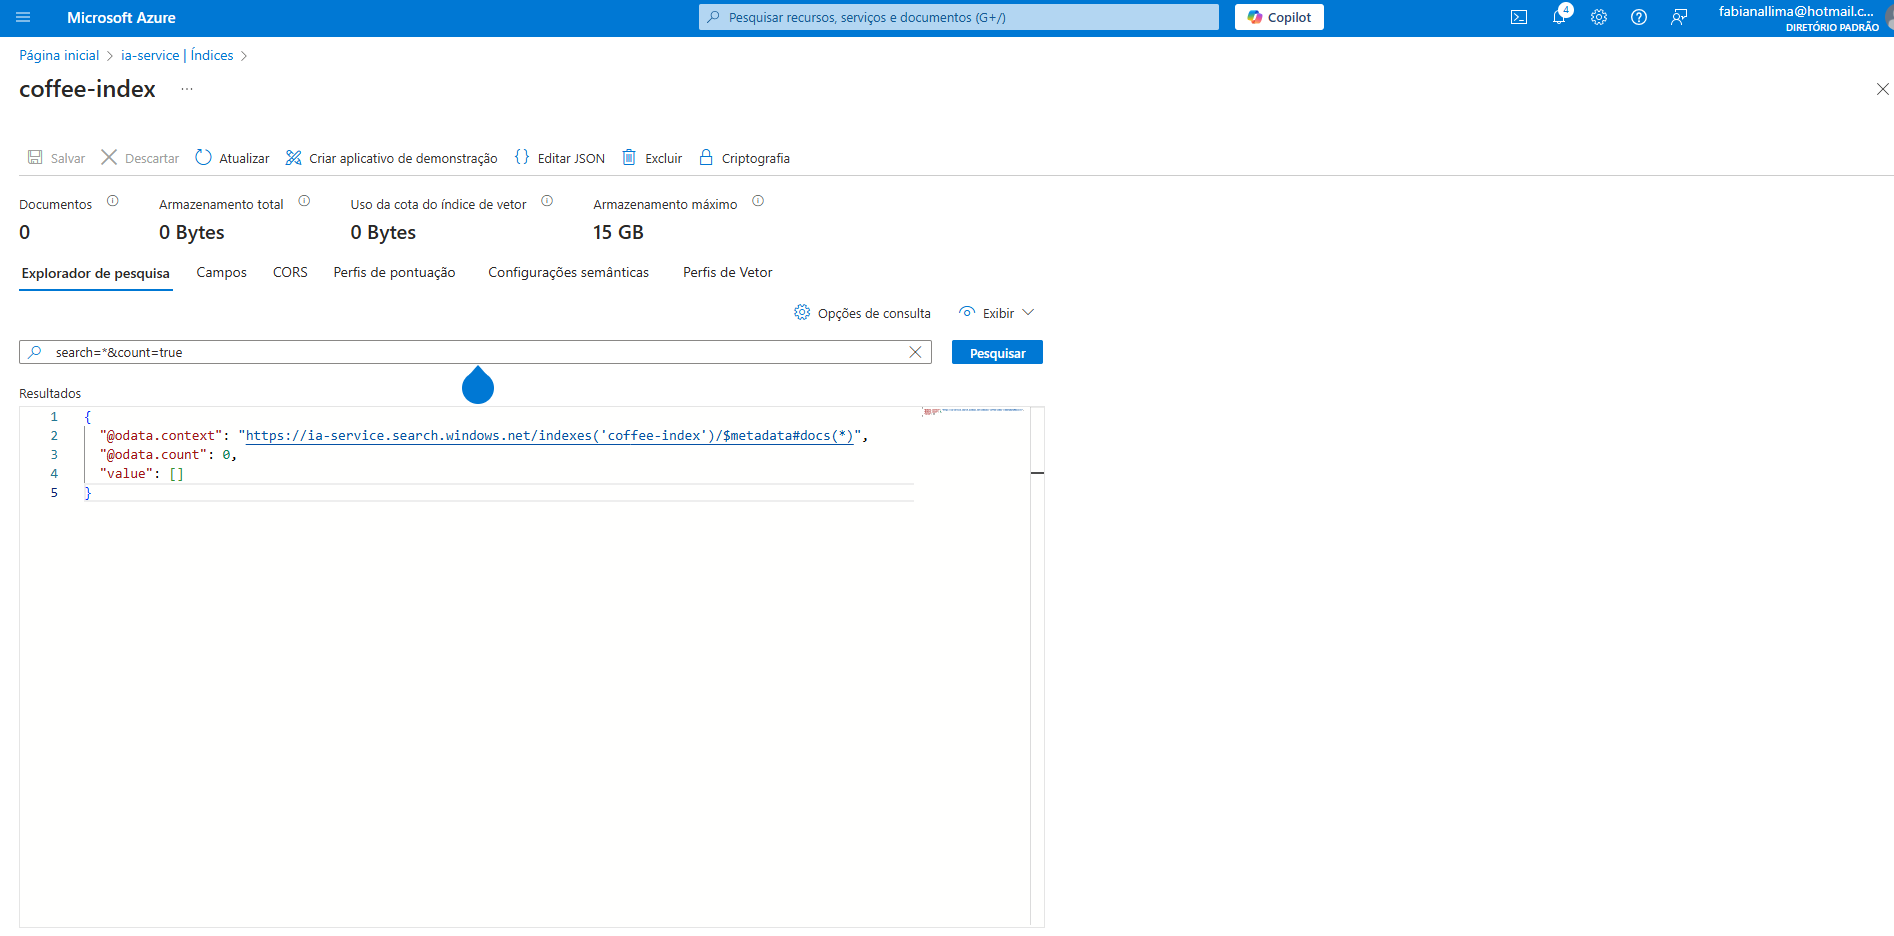 Microsoft Azure
Pesquisar recursos, serviços e documentos (G+/)
Copilot
4
fabianallima@hotmail.c...
DIRETÓRIO PADRÃO
Página inicial > ia-service | Índices >
coffee-index ...
Salvar Descartar Atualizar Criar aplicativo de demonstração {} Editar JSON Excluir Criptografia
Documentos Armazenamento total Uso da cota do índice de vetor Armazenamento máximo
0 0 Bytes 0 Bytes 15 GB
Explorador de pesquisa Campos CORS Perfis de pontuação Configurações semânticas Perfis de Vetor
Opções de consulta Exibir
search=*&count=true
Pesquisar
Resultados
1 {
2 "@odata.context": "https://ia-service.search.windows.net/indexes('coffee-index')/$metadata#docs(*)",
3 "@odata.count": 0,
4 "value": []
5 }